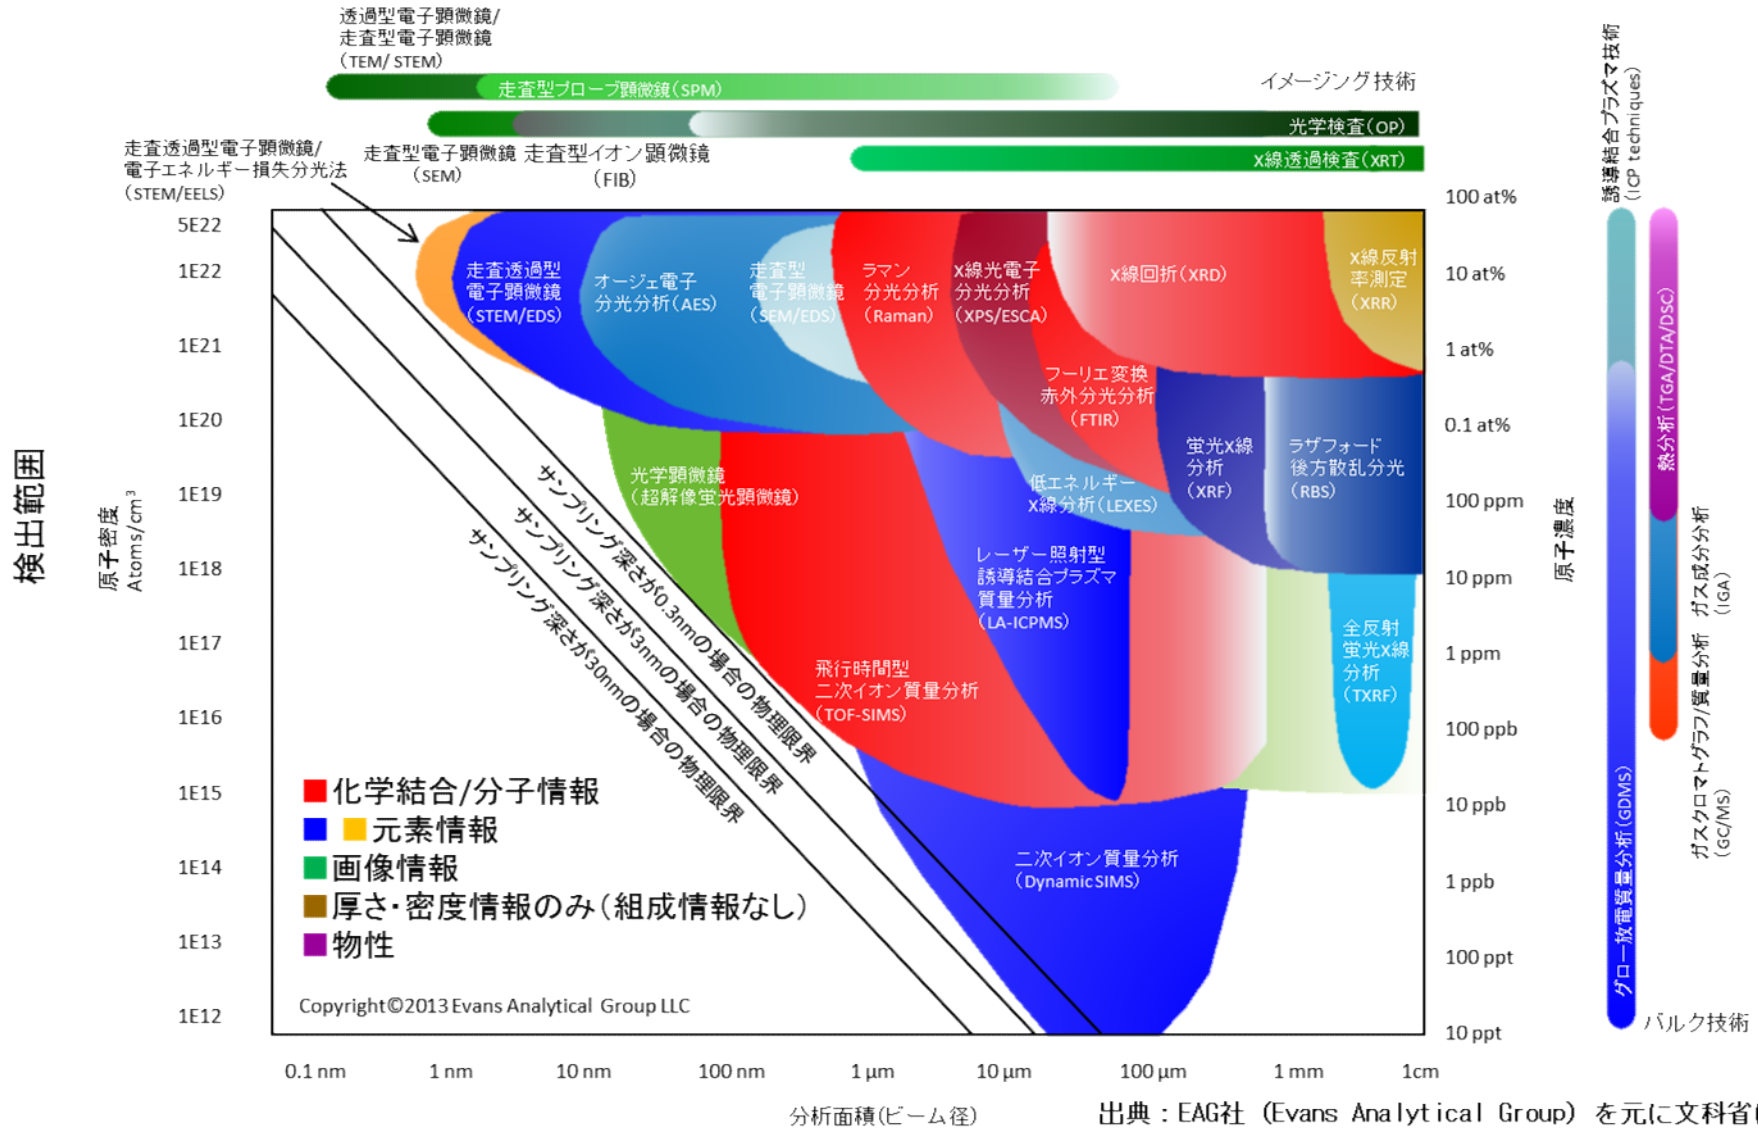 透過型電子顕微鏡/
走査型電子顕微鏡
（TEM/ STEM）
走査型プローブ顕微鏡（SPM）
イメージング技術
光学検査（OP）
走査透過型電子顕微鏡/
電子エネルギー損失分光法
（STEM/EELS）
走査型電子顕微鏡
（SEM）
走査型イオン顕微鏡
（FIB）
X線透過検査（XRT）
誘導結合プラズマ技術
（ICP techniques）
検出範囲
原子密度
Atoms/cm³
5E22
1E22
1E21
1E20
1E19
1E18
1E17
1E16
1E15
1E14
1E13
1E12
走査透過型
電子顕微鏡
（STEM/EDS）
オージェ電子
分光分析（AES）
走査型
電子顕微鏡
（SEM/EDS）
ラマン
分光分析
（Raman）
X線光電子
分光分析
（XPS/ESCA）
X線回折（XRD）
X線反射
率測定
（XRR）
フーリエ変換
赤外分光分析
（FTIR）
蛍光X線
分析
（XRF）
ラザフォード
後方散乱分光
（RBS）
光学顕微鏡
（超解像蛍光顕微鏡）
低エネルギー
X線分析（LEXES）
レーザー照射型
誘導結合プラズマ
質量分析
（LA-ICPMS）
全反射
蛍光X線
分析
（TXRF）
飛行時間型
二次イオン質量分析
（TOF-SIMS）
二次イオン質量分析
（Dynamic SIMS）
サンプリング深さが0.3nmの場合の物理限界
サンプリング深さが3nmの場合の物理限界
サンプリング深さが30nmの場合の物理限界
化学結合/分子情報
元素情報
画像情報
厚さ・密度情報のみ（組成情報なし）
物性
Copyright©2013 Evans Analytical Group LLC
100 at%
10 at%
1 at%
0.1 at%
100 ppm
10 ppm
1 ppm
100 ppb
10 ppb
1 ppb
100 ppt
10 ppt
原子濃度
グロー放電質量分析（GDMS）
熱分析（TGA/DTA/DSC）
ガス成分分析
（IGA）
ガスクロマトグラフ/質量分析
（GC/MS）
バルク技術
0.1 nm
1 nm
10 nm
100 nm
1 µm
10 µm
100 µm
1 mm
1cm
分析面積（ビーム径）
出典：EAG社 （Evans Analytical Group） を元に文科省